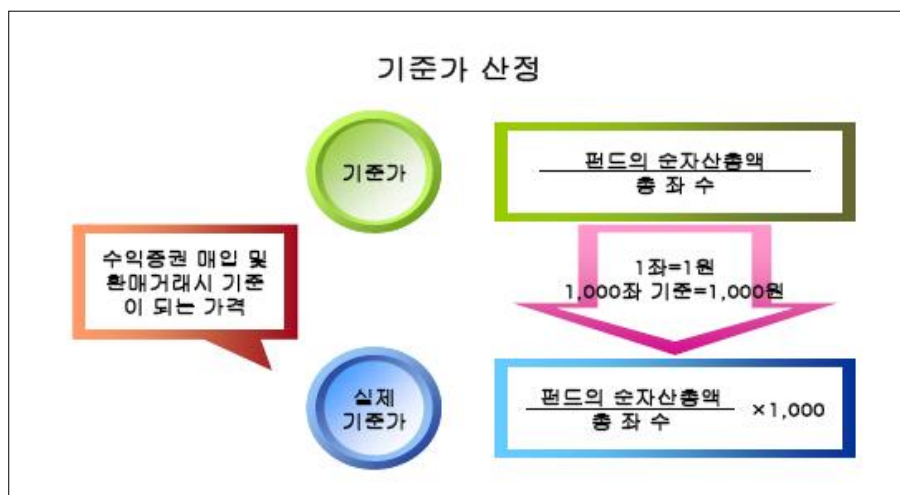 기준가 산정
기준가
펀드의 순자산총액
총 좌 수
수익증권 매입 및
환매거래시 기준
이 되는 가격
1좌=1원
1,000좌 기준=1,000원
실제
기준가
펀드의 순자산총액
총 좌 수
×1,000